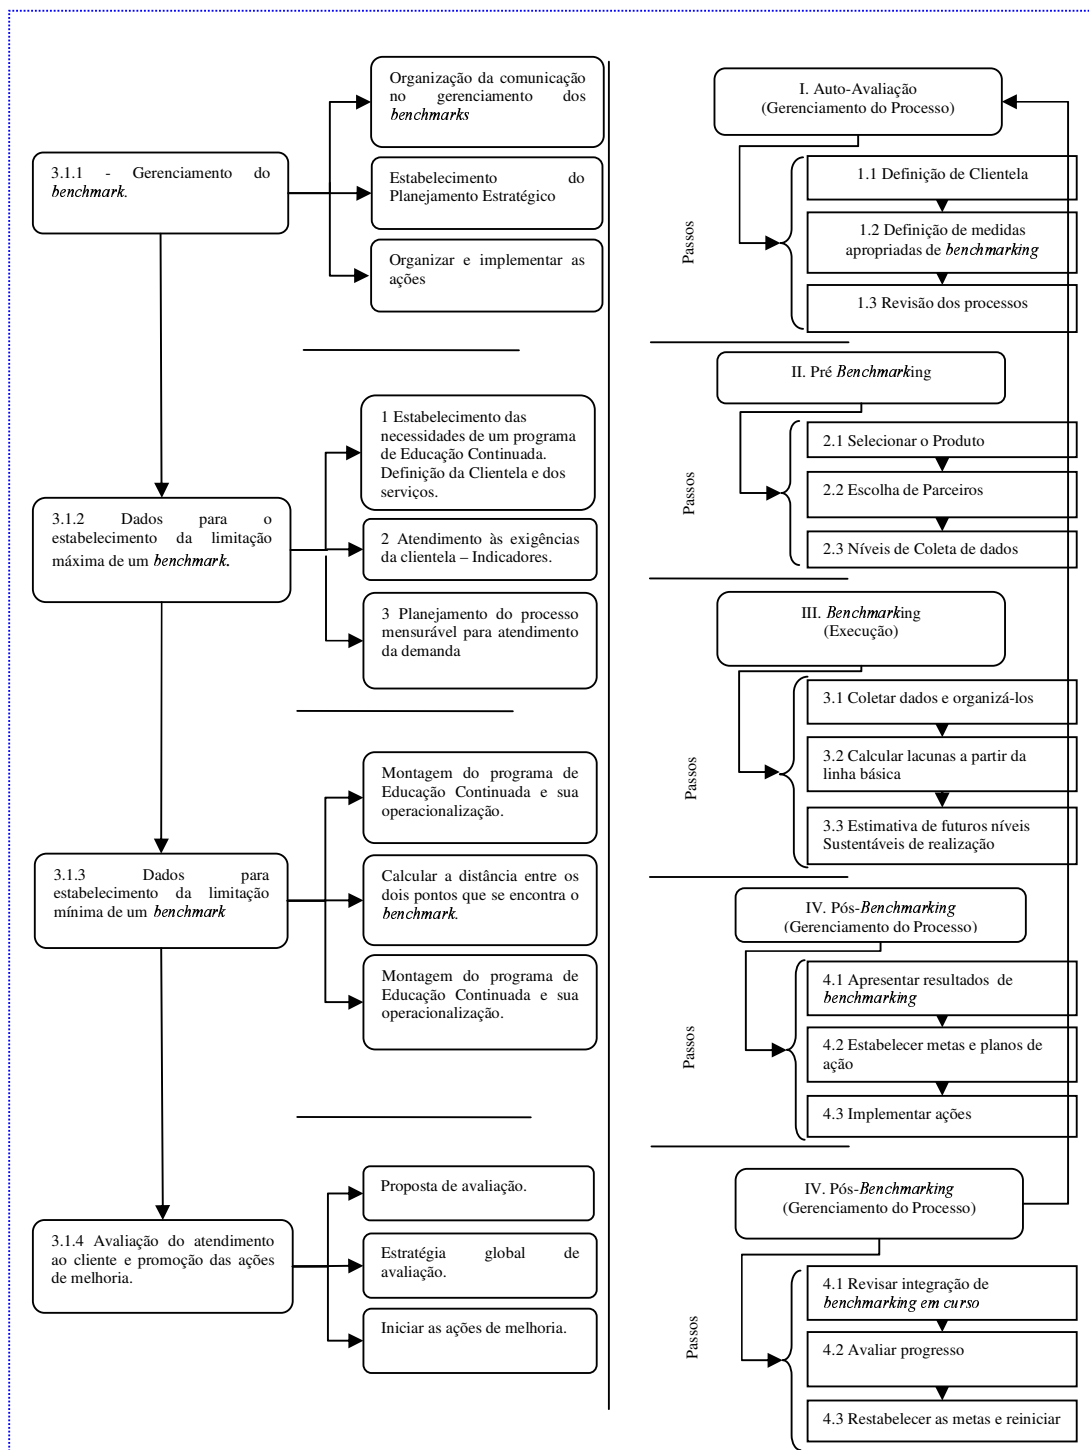 Organização da comunicação
no gerenciamento dos
benchmarks
3.1.1 - Gerenciamento do
benchmark.
Estabelecimento do
Planejamento Estratégico
Organizar e implementar as
ações
1 Estabelecimento das
necessidades de um programa
de Educação Continuada.
Definição da Clientela e dos
serviços.
3.1.2 Dados para o
estabelecimento da limitação
máxima de um benchmark.
2 Atendimento às exigências
da clientela – Indicadores.
3 Planejamento do processo
mensurável para atendimento
da demanda
Montagem do programa de
Educação Continuada e sua
operacionalização.
3.1.3 Dados para
estabelecimento da limitação
mínima de um benchmark
Calcular a distância entre os
dois pontos que se encontra o
benchmark.
Montagem do programa de
Educação Continuada e sua
operacionalização.
Proposta de avaliação.
3.1.4 Avaliação do atendimento
ao cliente e promoção das ações
de melhoria.
Estratégia global de
avaliação.
Iniciar as ações de melhoria.
I. Auto-Avaliação
(Gerenciamento do Processo)
Passos
1.1 Definição de Clientela
1.2 Definição de medidas
apropriadas de benchmarking
1.3 Revisão dos processos
II. Pré Benchmarking
Passos
2.1 Selecionar o Produto
2.2 Escolha de Parceiros
2.3 Níveis de Coleta de dados
III. Benchmarking
(Execução)
Passos
3.1 Coletar dados e organizá-los
3.2 Calcular lacunas a partir da
linha básica
3.3 Estimativa de futuros níveis
Sustentáveis de realização
IV. Pós-Benchmarking
(Gerenciamento do Processo)
Passos
4.1 Apresentar resultados de
benchmarking
4.2 Estabelecer metas e planos de
ação
4.3 Implementar ações
IV. Pós-Benchmarking
(Gerenciamento do Processo)
Passos
4.1 Revisar integração de
benchmarking em curso
4.2 Avaliar progresso
4.3 Restabelecer as metas e reiniciar